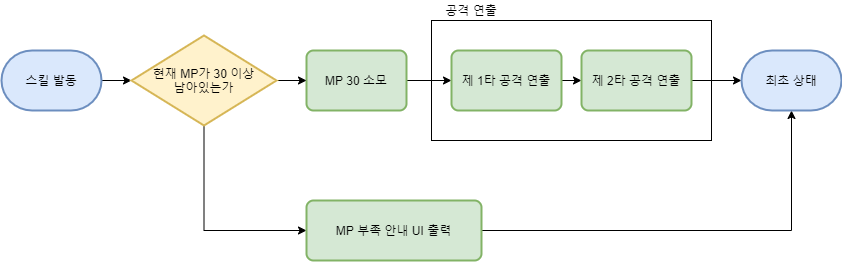 공격 연출
스킬 발동
현재 MP가 30 이상
남아있는가
MP 30 소모
제 1타 공격 연출
제 2타 공격 연출
최초 상태
MP 부족 안내 UI 출력